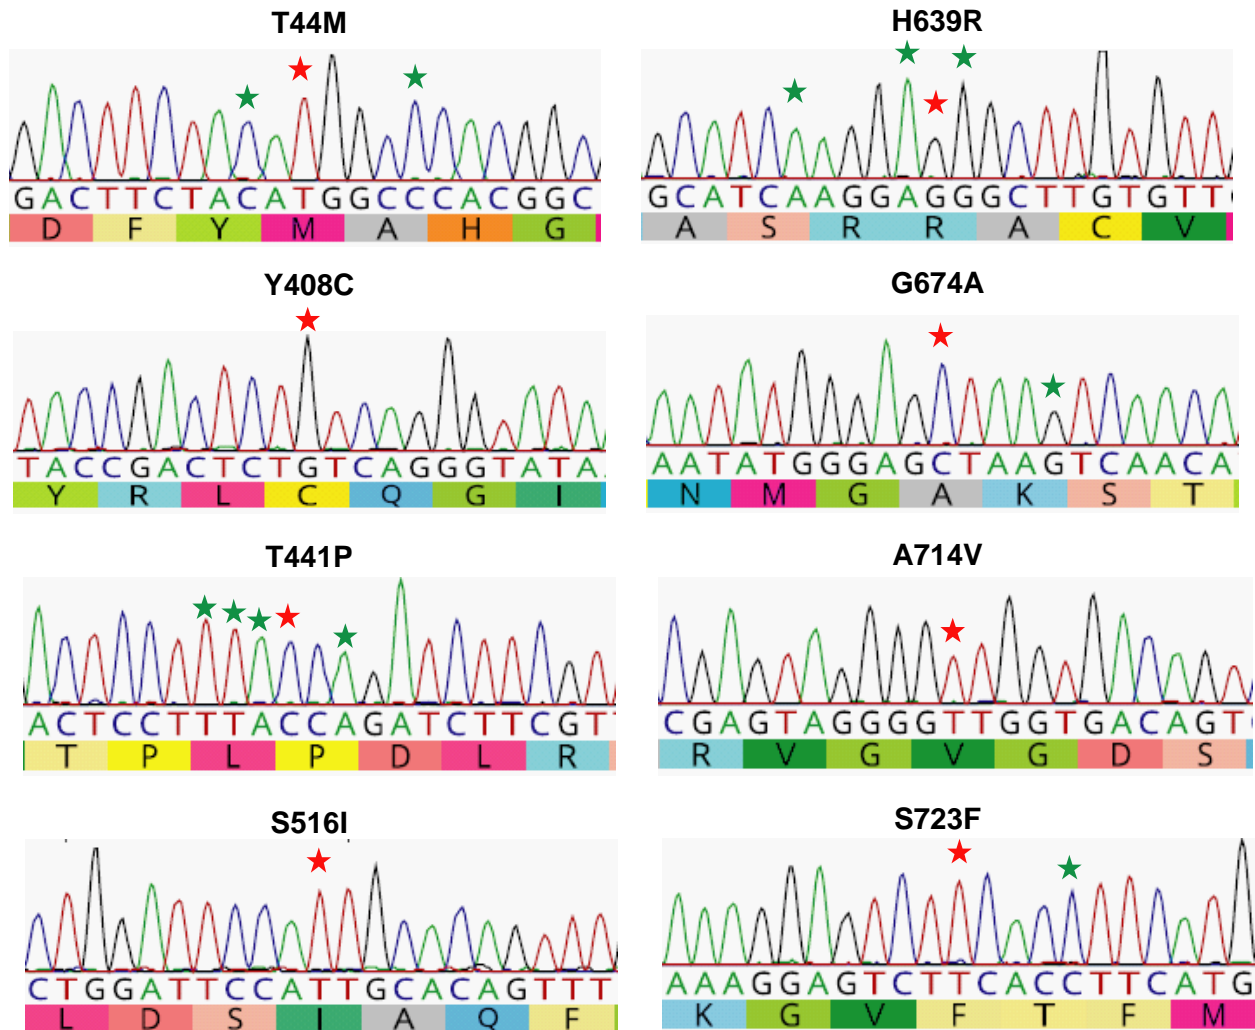 T44M
GACTTCTACATGGCCCACGGC
D F Y M A H G
H639R
GCATCAAGGAGGGCTTGTGTT
A S R R A C V
Y408C
TACCGACTCTGTCAGGGTATA
Y R L C Q G I
G674A
AATATGGGAGCTAAGTCAACA
N M G A K S T
T441P
ACTCCTTTACCAGATCTTCGT
T P L P D L R
A714V
CGAGTAGGGGTTGGTGACAGT
R V G V G D S
S516I
CTGGATTCCATTGCACAGTTT
L D S I A Q F
S723F
AAAGGAGTCTTCACCTTCATG
K G V F T F M